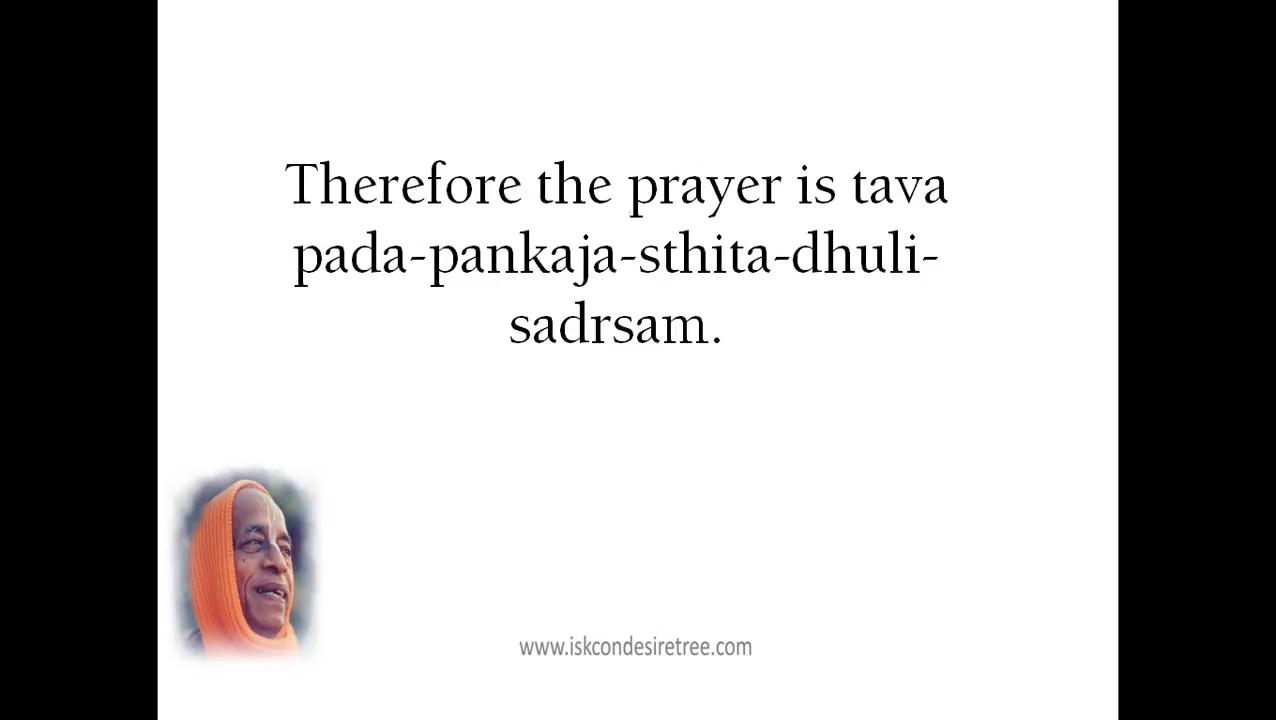 Therefore the prayer is tava
pada-pankaja-sthita-dhuli-
sadrsam.
www.iskcondesiretree.com